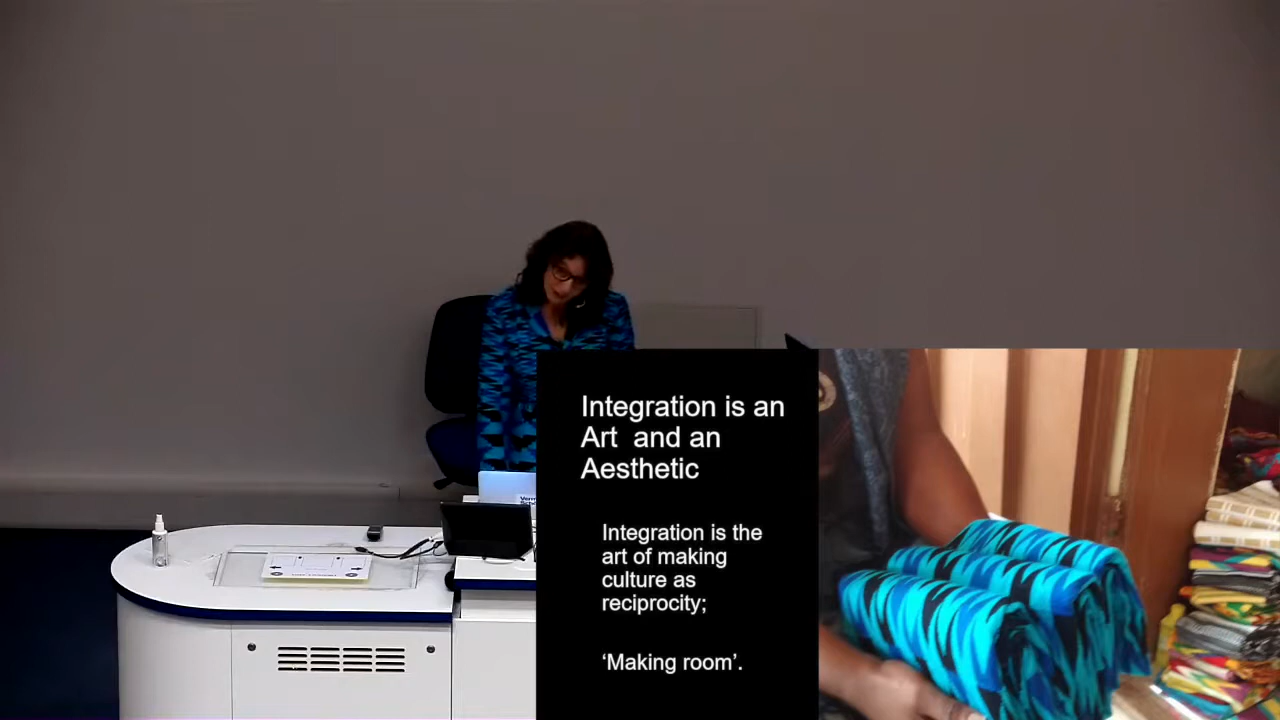 Integration is an
Art  and an
Aesthetic
Integration is the
art of making
culture as
reciprocity;
‘Making room’.